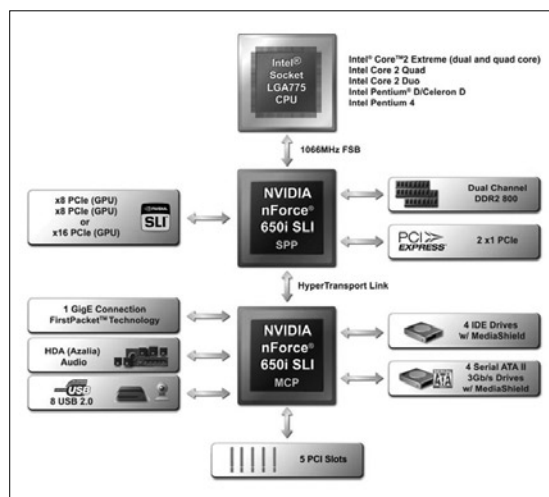 Intel®
Socket
LGA775
CPU
Intel® Core™2 Extreme (dual and quad core)
Intel Core 2 Quad
Intel Core 2 Duo
Intel Pentium® D/Celeron D
Intel Pentium 4
1066MHz FSB
x8 PCIe (GPU)
x8 PCIe (GPU)
or
x16 PCIe (GPU)
NVIDIA
SLI
NVIDIA
nForce®
650i SLI
SPP
Dual Channel
DDR2 800
PCI
EXPRESS
2 x1 PCIe
HyperTransport Link
1 GigE Connection
FirstPacket™ Technology
HDA (Azalia)
Audio
USB
8 USB 2.0
NVIDIA
nForce®
650i SLI
MCP
4 IDE Drives
w/ MediaShield
SATA
4 Serial ATA II
3Gb/s Drives
w/ MediaShield
5 PCI Slots